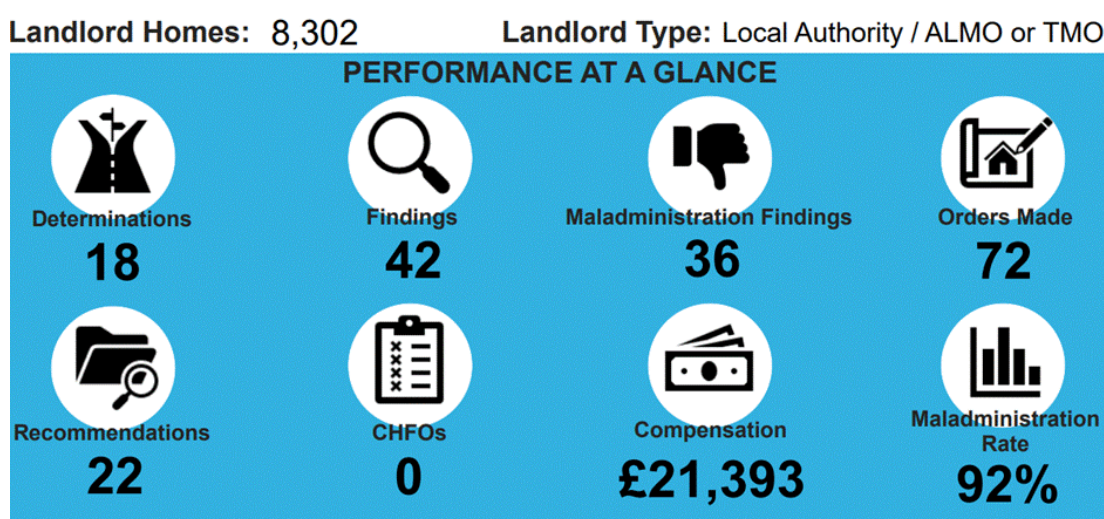 Landlord Homes: 8,302 Landlord Type: Local Authority / ALMO or TMO
PERFORMANCE AT A GLANCE
Determinations Findings Maladministration Findings Orders Made
18 42 36 72
Recommendations CHFOs Compensation Maladministration Rate
22 0 £21,393 92%